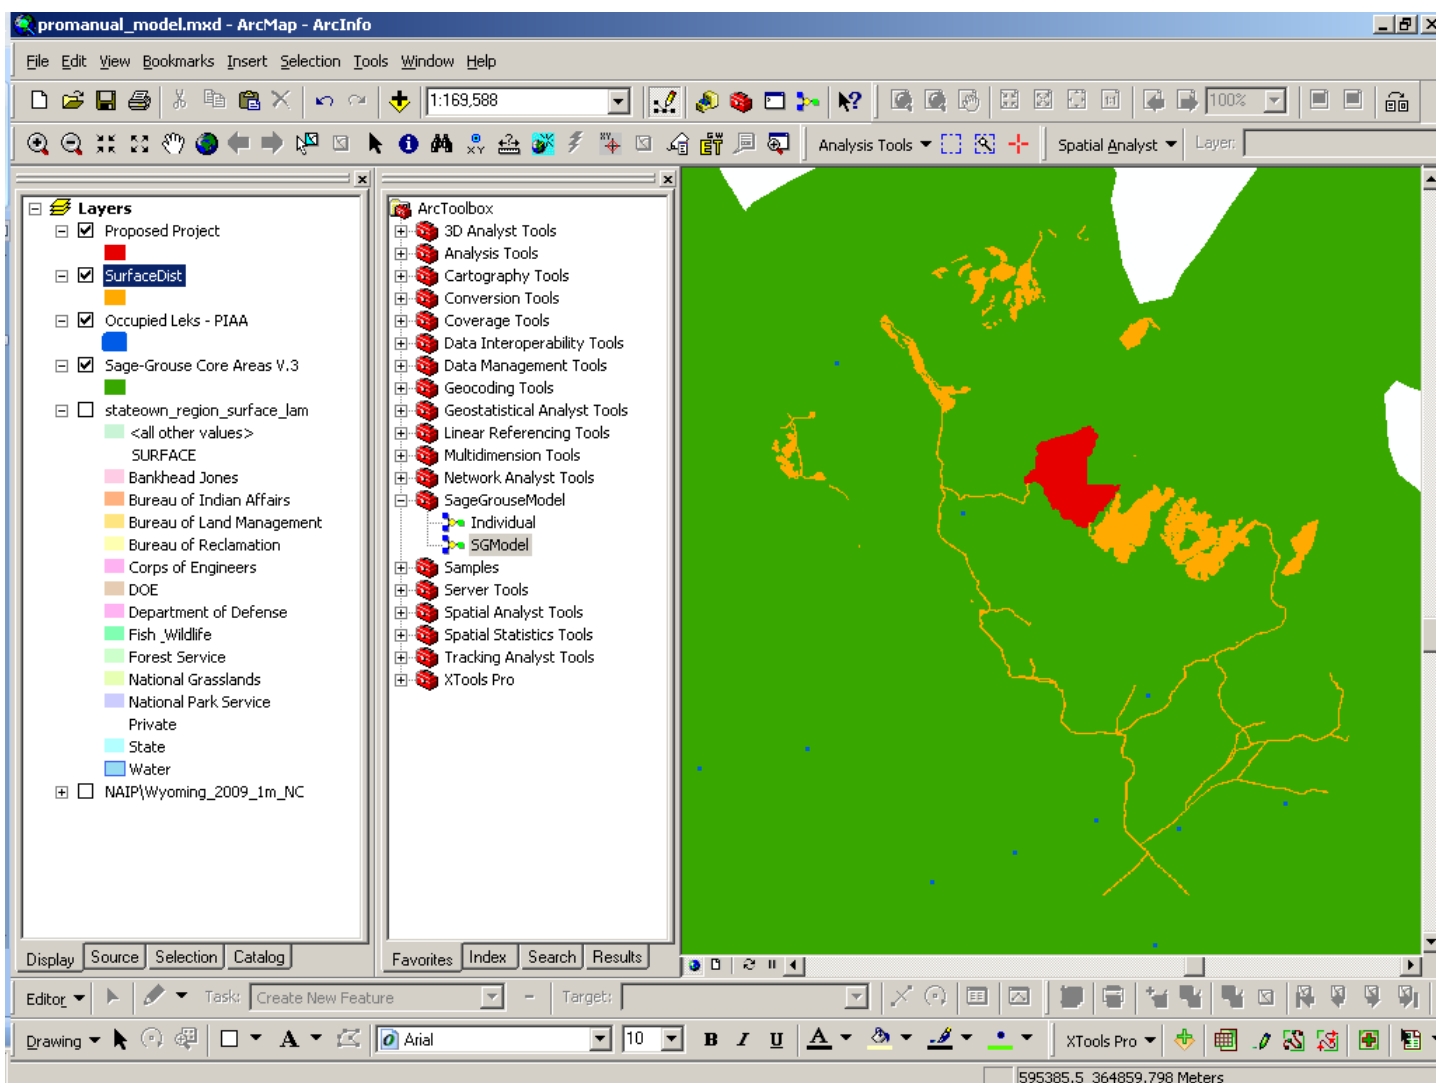 promanual_model.mxd - ArcMap - ArcInfo
File Edit View Bookmarks Insert Selection Tools Window Help
1:169,588
100%
Analysis Tools
Spatial Analyst
Layer:
Layers
Proposed Project
SurfaceDist
Occupied Leks - PIAA
Sage-Grouse Core Areas V.3
stateown_region_surface_lam
<all other values>
SURFACE
Bankhead Jones
Bureau of Indian Affairs
Bureau of Land Management
Bureau of Reclamation
Corps of Engineers
DOE
Department of Defense
Fish _Wildlife
Forest Service
National Grasslands
National Park Service
Private
State
Water
NAIP\Wyoming_2009_1m_NC
Display Source Selection Catalog
ArcToolbox
3D Analyst Tools
Analysis Tools
Cartography Tools
Conversion Tools
Coverage Tools
Data Interoperability Tools
Data Management Tools
Geocoding Tools
Geostatistical Analyst Tools
Linear Referencing Tools
Multidimension Tools
Network Analyst Tools
SageGrouseModel
Individual
SGModel
Samples
Server Tools
Spatial Analyst Tools
Spatial Statistics Tools
Tracking Analyst Tools
XTools Pro
Favorites Index Search Results
Editor Task: Create New Feature Target:
Drawing A Arial 10 B I U A XTools Pro
595385.5 364859.798 Meters